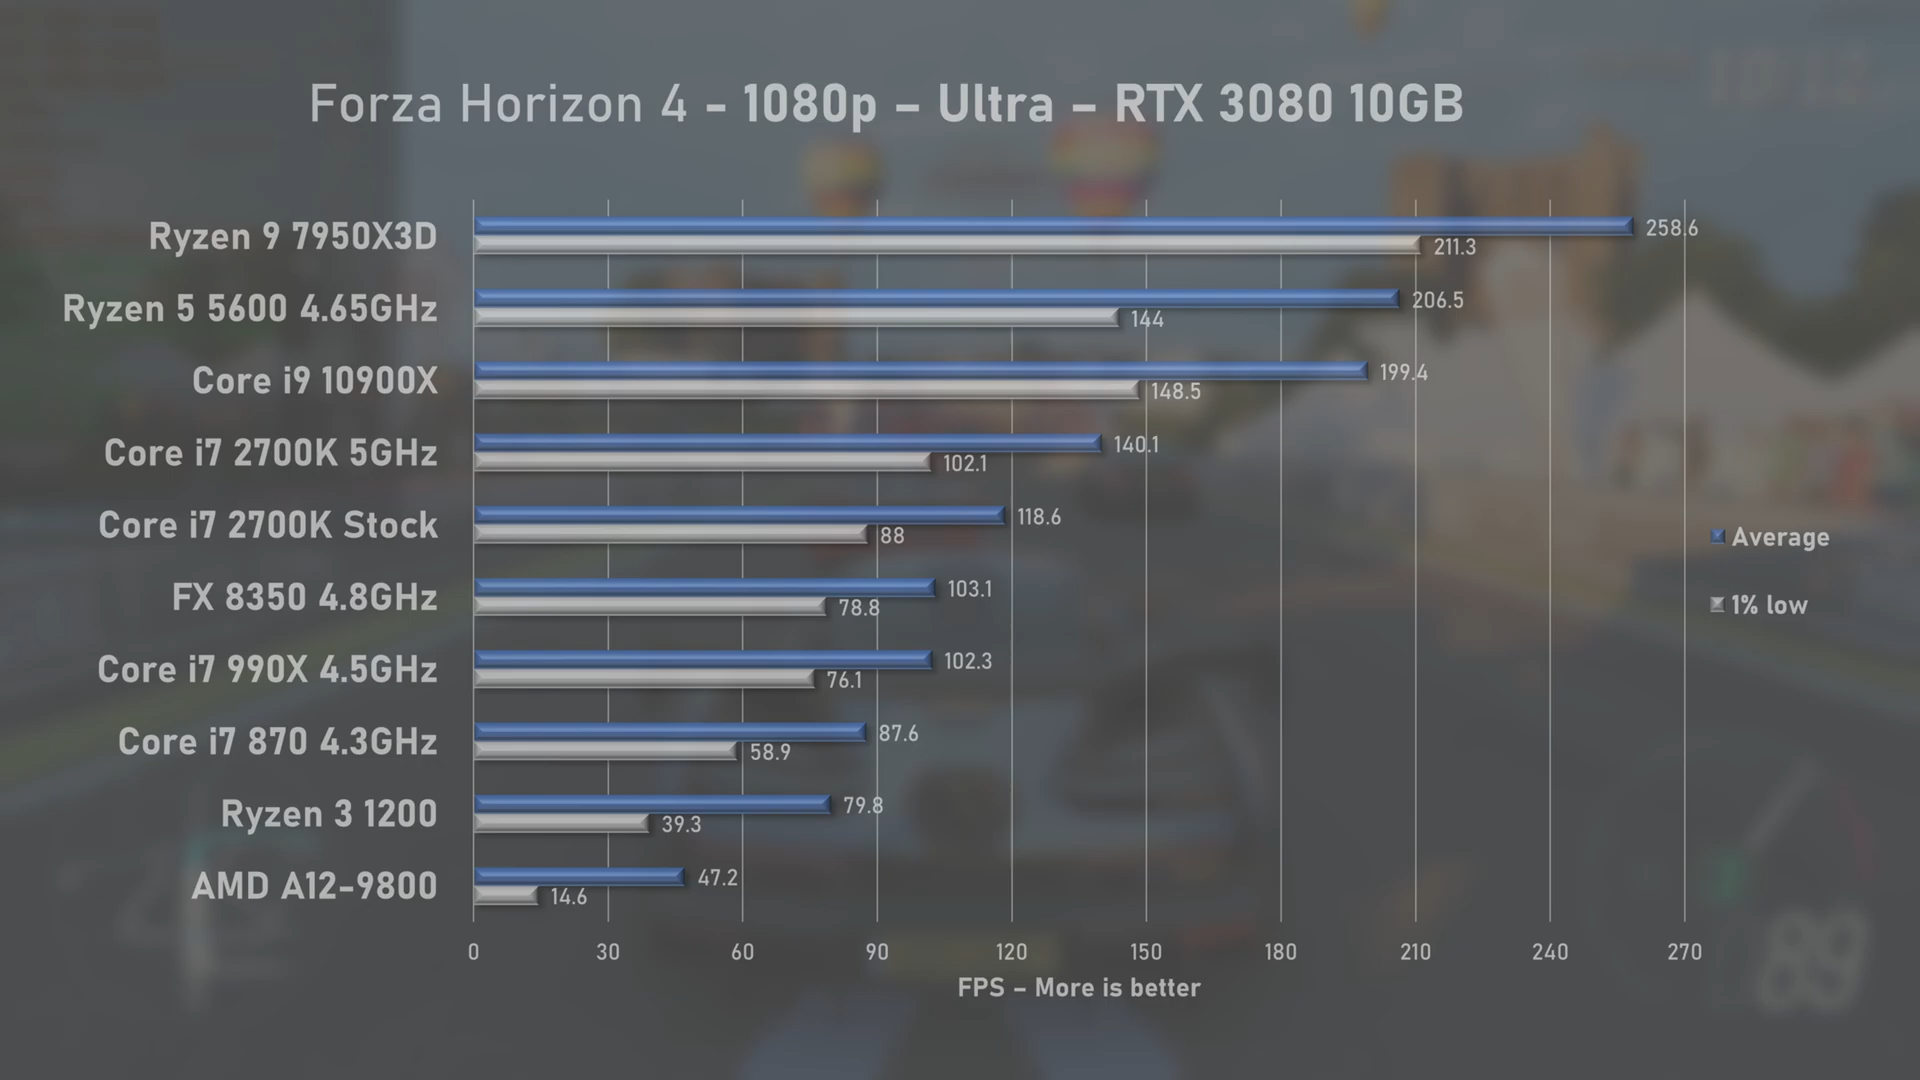 Forza Horizon 4 - 1080p – Ultra – RTX 3080 10GB
Ryzen 9 7950X3D
258.6
211.3
Ryzen 5 5600 4.65GHz
206.5
144
Core i9 10900X
199.4
148.5
Core i7 2700K 5GHz
140.1
102.1
Core i7 2700K Stock
118.6
88
FX 8350 4.8GHz
103.1
78.8
Core i7 990X 4.5GHz
102.3
76.1
Core i7 870 4.3GHz
87.6
58.9
Ryzen 3 1200
79.8
39.3
AMD A12-9800
47.2
14.6
Average
1% low
0 30 60 90 120 150 180 210 240 270
FPS – More is better
89